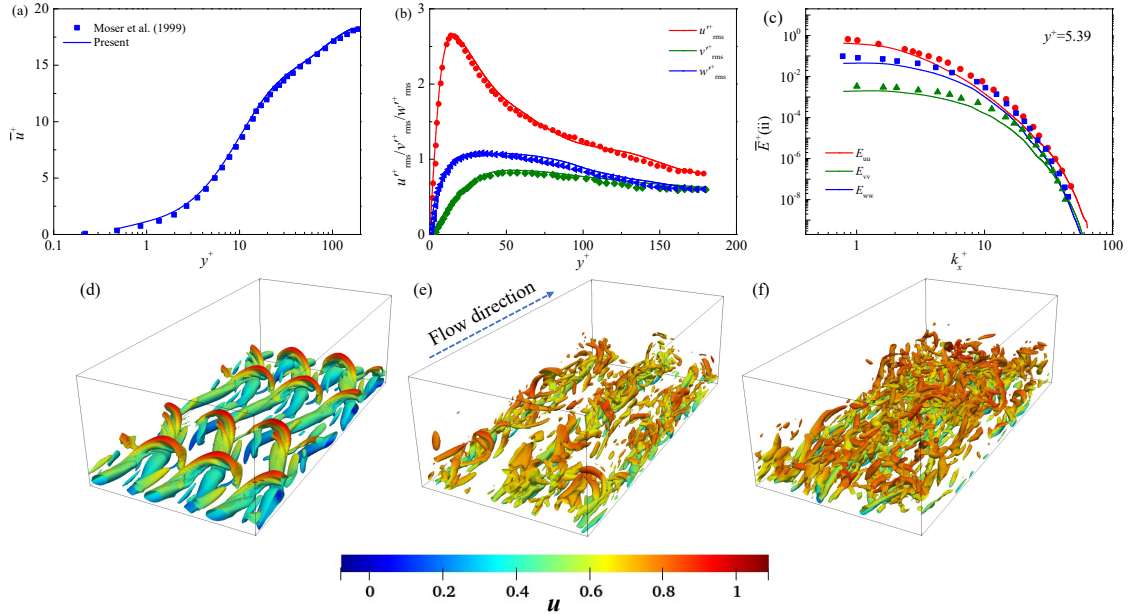 (a)
Moser et al. (1999)
Present
20
15
10
5
0
0.1
1
10
100
u̅⁺
y⁺
(b)
u′⁺rms
v′⁺rms
w′⁺rms
3
2
1
0
0
50
100
150
200
u′⁺rms/v′⁺rms/w′⁺rms
y⁺
(c)
y⁺=5.39
10⁰
10⁻²
10⁻⁴
10⁻⁶
10⁻⁸
E̅⁺(ii)
Euu
Evv
Eww
1
10
100
kx⁺
(d)
(e)
Flow direction
(f)
0
0.2
0.4
0.6
0.8
1
u